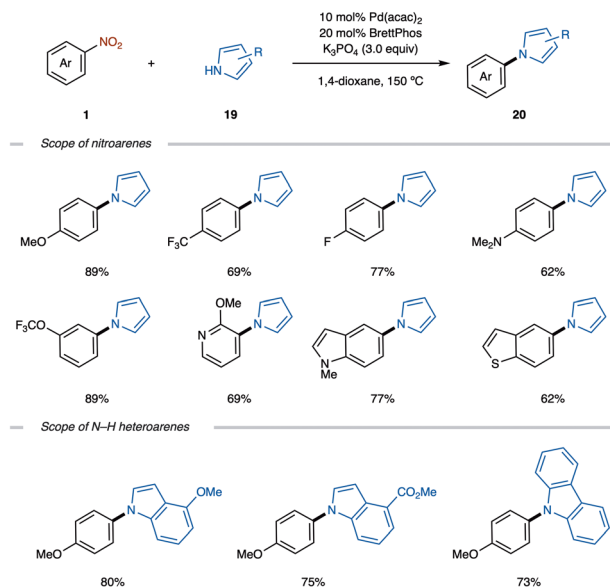 10 mol% Pd(acac)₂
20 mol% BrettPhos
K₃PO₄ (3.0 equiv)
1,4-dioxane, 150 ºC
NO₂
Ar
+
HN
R
Ar
N
R
1
19
20
Scope of nitroarenes
N
MeO
89%
N
F₃C
69%
N
F
77%
N
Me₂N
62%
F₃CO
N
89%
OMe
N
N
69%
N
N
Me
77%
N
S
62%
Scope of N–H heteroarenes
N
OMe
MeO
80%
N
CO₂Me
MeO
75%
N
MeO
73%